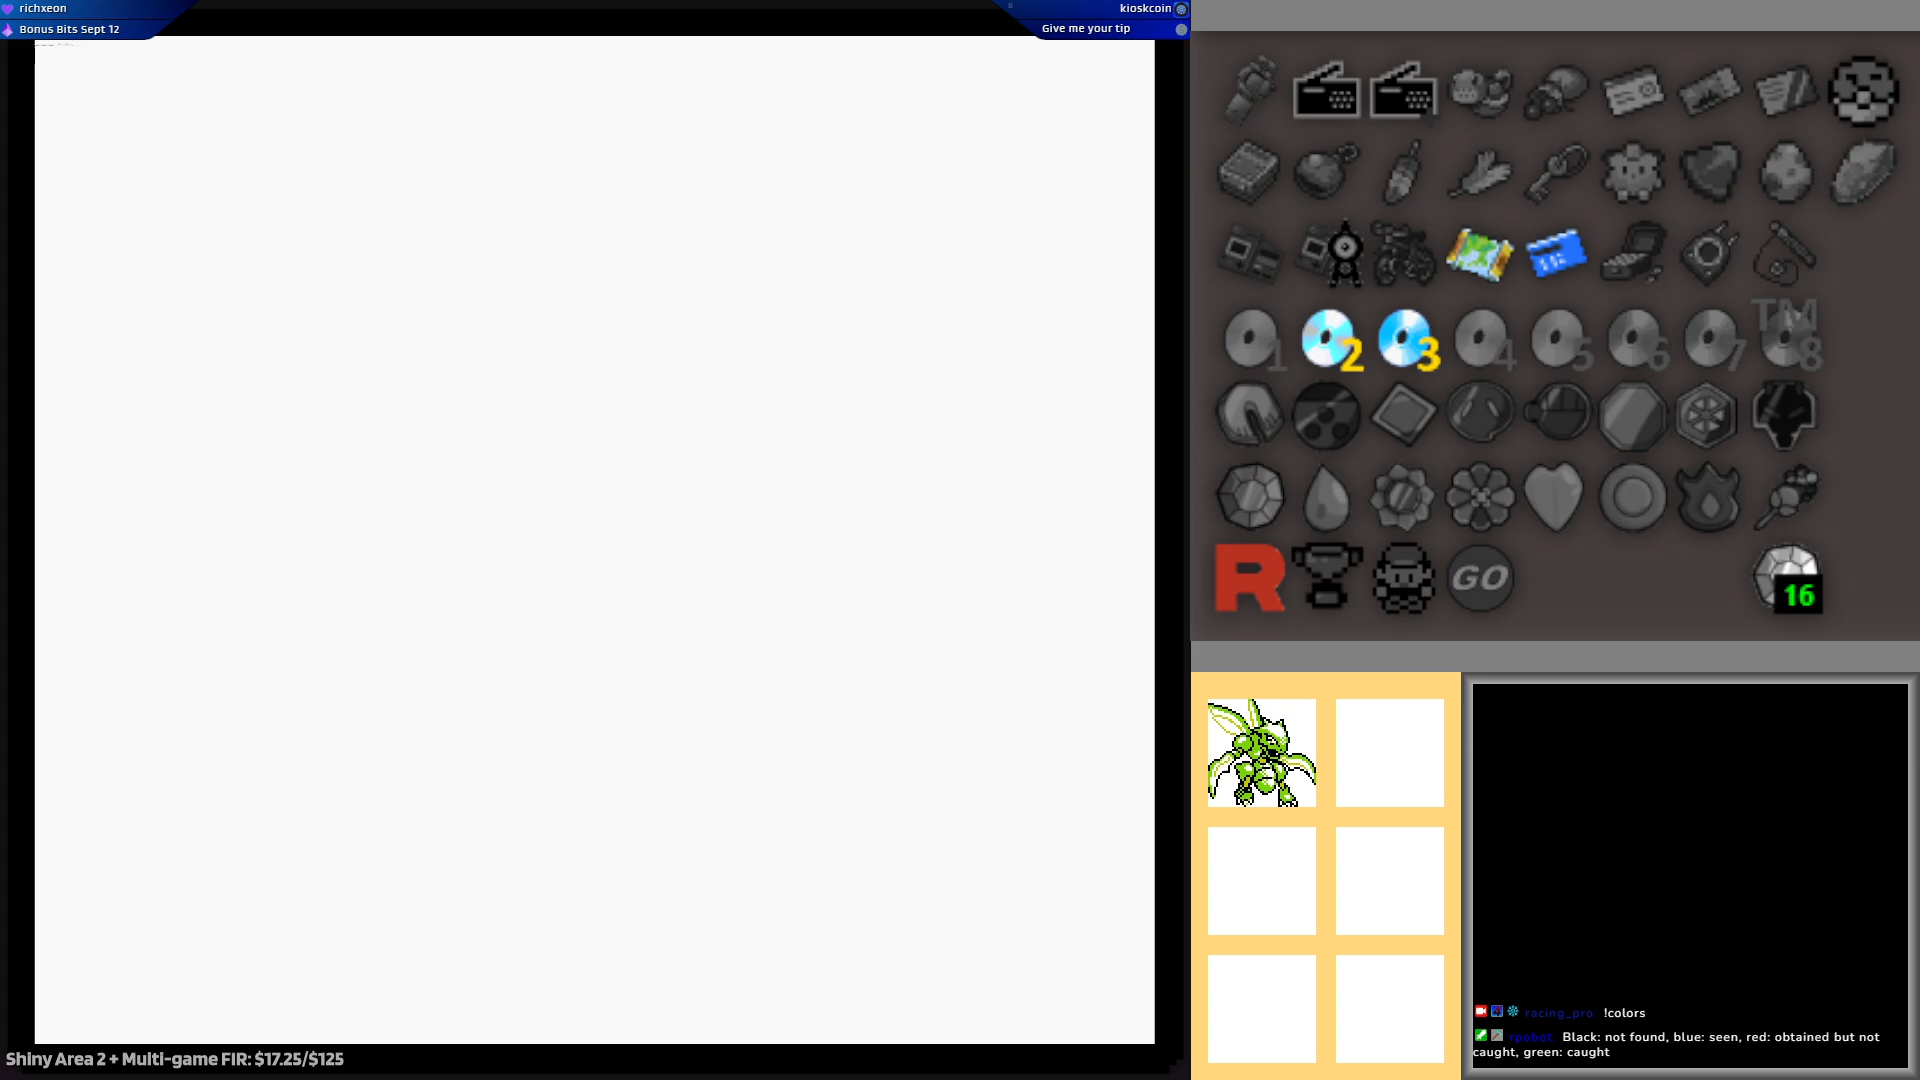 richxeon
Bonus Bits Sept 12
kioskcoin
Give me your tip
TM
1 2 3 4 5 6 7 8
R
GO
16
racing_pro !colors
rpobot Black: not found, blue: seen, red: obtained but not
caught, green: caught
Shiny Area 2 + Multi-game FIR: $17.25/$125